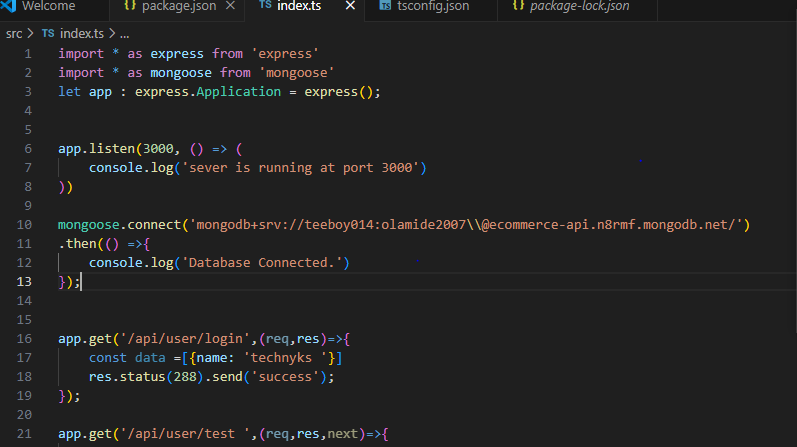 Welcome package.json index.ts tsconfig.json package-lock.json
src > TS index.ts > ...
1 import * as express from 'express'
2 import * as mongoose from 'mongoose'
3 let app : express.Application = express();
4
5
6 app.listen(3000, () => (
7 console.log('sever is running at port 3000')
8 ))
9
10 mongoose.connect('mongodb+srv://teeboy014:olamide2007\\@ecommerce-api.n8rmf.mongodb.net/')
11 .then(() =>{
12 console.log('Database Connected.')
13 });
14
15
16 app.get('/api/user/login',(req,res)=>{
17 const data =[{name: 'technyks '}]
18 res.status(288).send('success');
19 });
20
21 app.get('/api/user/test ',(req,res,next)=>{